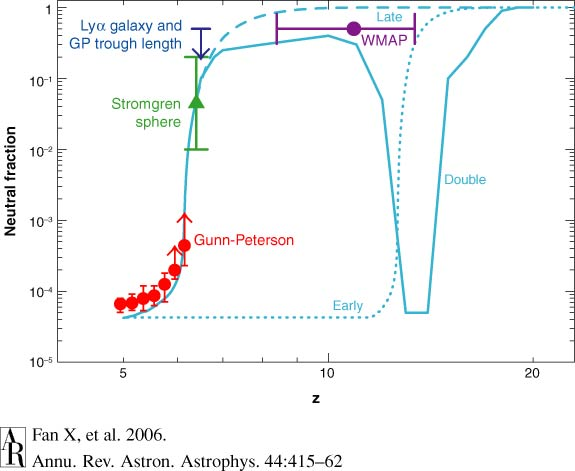 Lyα galaxy and
GP trough length
Late
WMAP
Stromgren
sphere
Double
Gunn-Peterson
Early
Neutral fraction
1
10⁻¹
10⁻²
10⁻³
10⁻⁴
10⁻⁵
5
10
20
z
AR
Fan X, et al. 2006.
Annu. Rev. Astron. Astrophys. 44:415–62